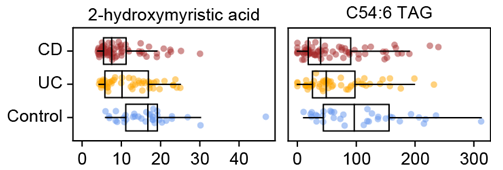 2-hydroxymyristic acid
C54:6 TAG
CD
UC
Control
0 10 20 30 40
0 100 200 300